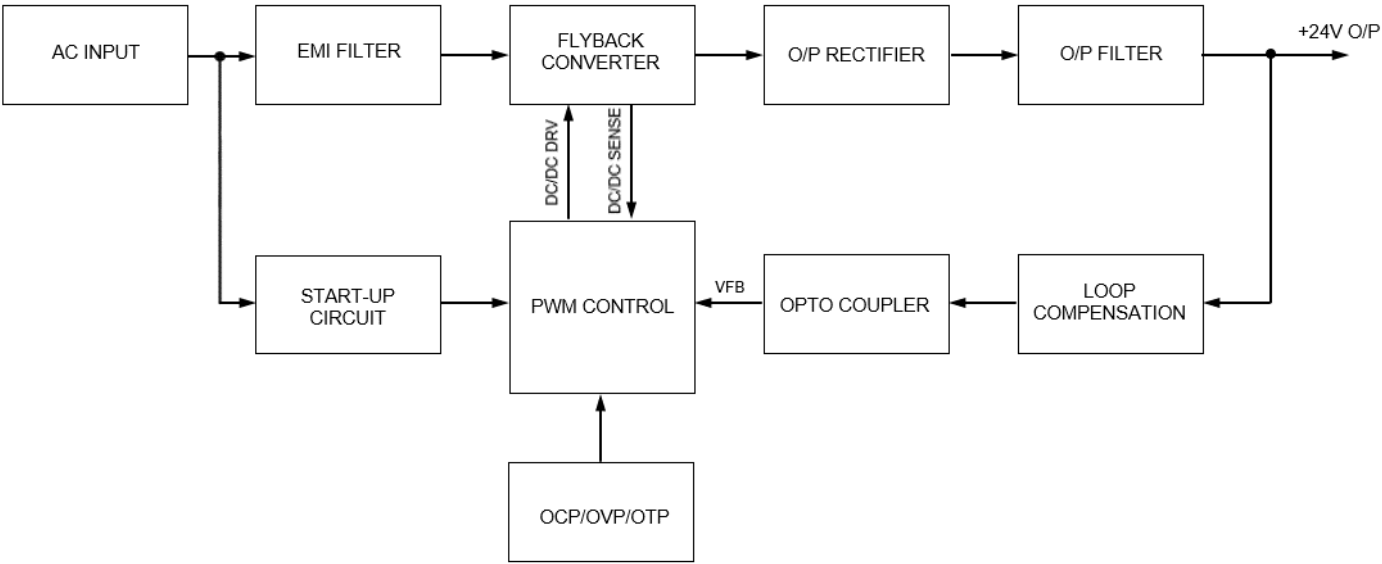 AC INPUT
EMI FILTER
FLYBACK
CONVERTER
O/P RECTIFIER
O/P FILTER
+24V O/P
DC/DC DRV
DC/DC SENSE
START-UP
CIRCUIT
PWM CONTROL
VFB
OPTO COUPLER
LOOP
COMPENSATION
OCP/OVP/OTP